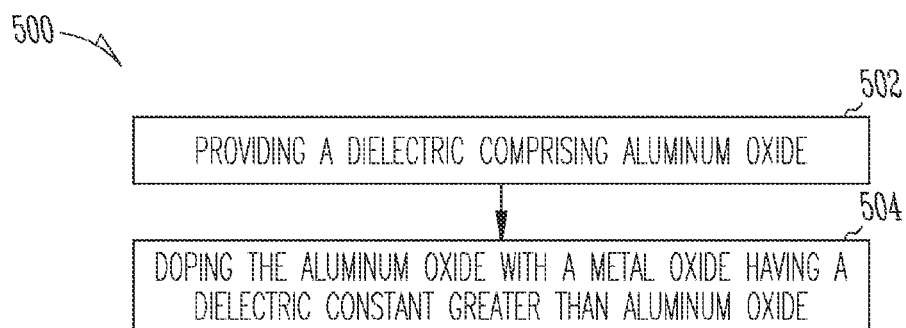 500
502
PROVIDING A DIELECTRIC COMPRISING ALUMINUM OXIDE
504
DOPING THE ALUMINUM OXIDE WITH A METAL OXIDE HAVING A
DIELECTRIC CONSTANT GREATER THAN ALUMINUM OXIDE